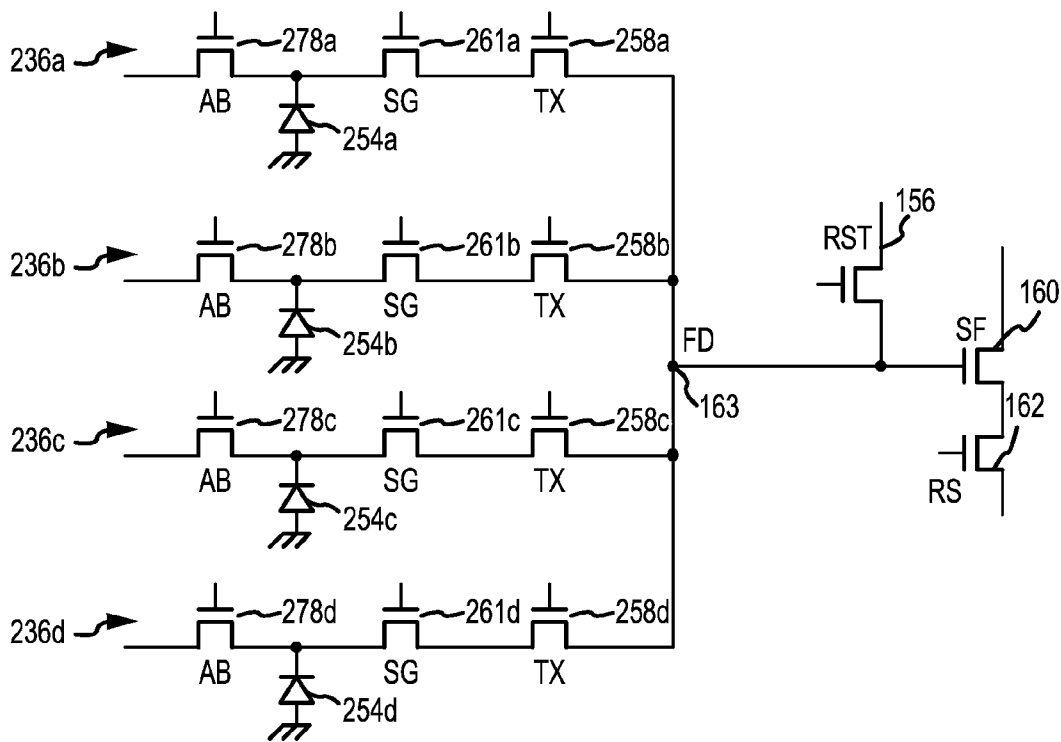 278a 261a 258a
236a
AB SG TX
254a
278b 261b 258b
236b
AB SG TX
254b
156
RST
160
SF
FD
163
162
RS
278c 261c 258c
236c
AB SG TX
254c
278d 261d 258d
236d
AB SG TX
254d